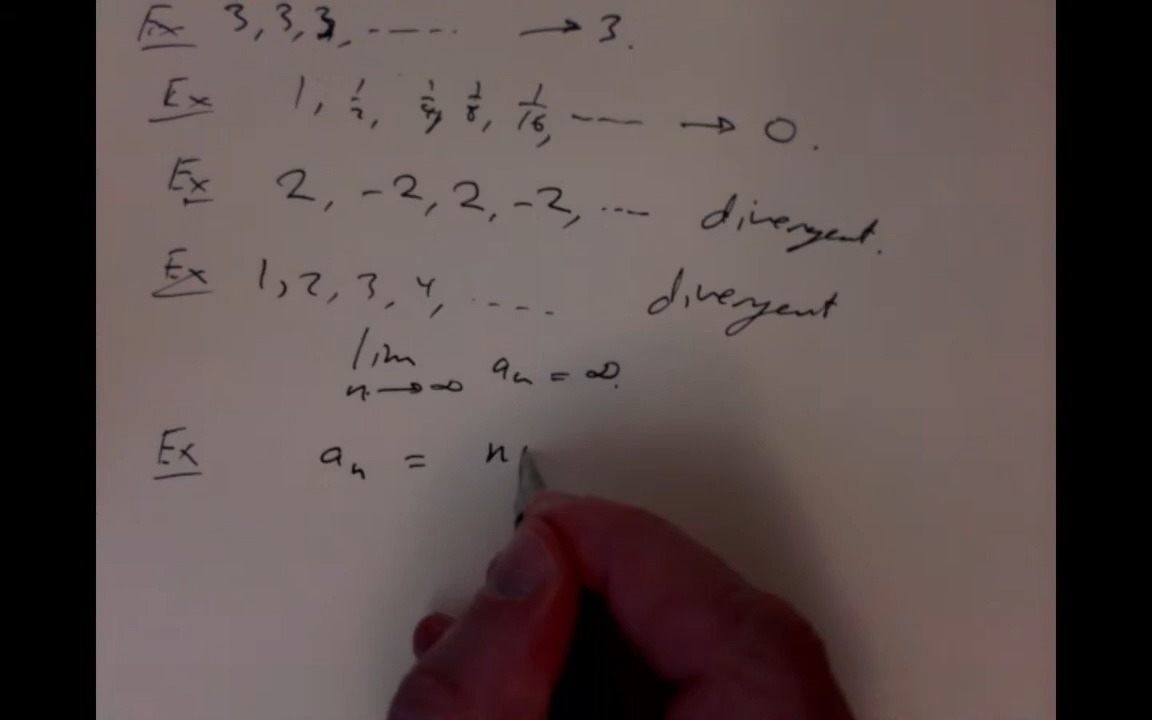 Ex 3, 3, 3, ----- → 3.
Ex 1, 1/2, 1/4, 1/8, 1/16, ---- → 0.
Ex 2, -2, 2, -2, ---- divergent.
Ex 1, 2, 3, 4, ----- divergent
lim n→∞ aₙ = ∞.
Ex aₙ = n